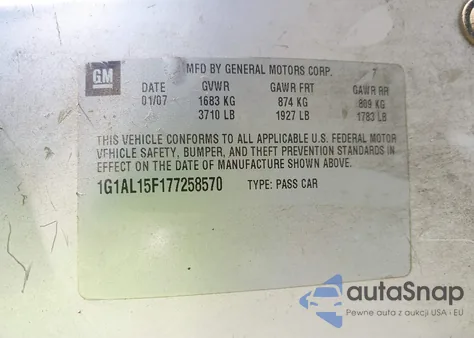 GM
MFD BY GENERAL MOTORS CORP. 7
DATE GVWR GAWR FRT GAWR RR
01/07 1683 KG 874 KG 809 KG
3710 LB 1927 LB 1783 LB
THIS VEHICLE CONFORMS TO ALL APPLICABLE U.S. FEDERAL MOTOR
VEHICLE SAFETY, BUMPER, AND THEFT PREVENTION STANDARDS IN
EFFECT ON THE DATE OF MANUFACTURE SHOWN ABOVE.
1G1AL15F177258570 TYPE: PASS CAR
autoSnap
Pewne auta z aukcji USA i EU